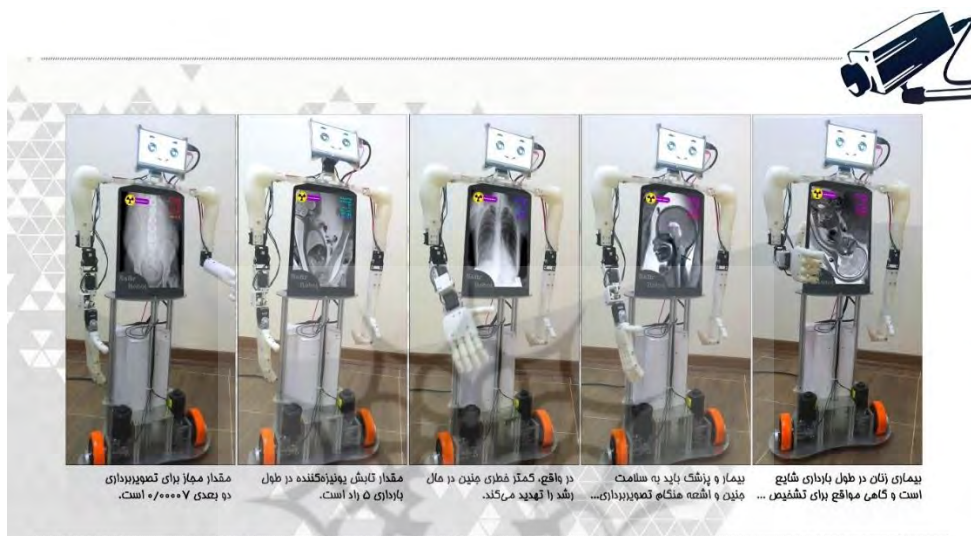 بیماری زنان در طول بارداری شایع
است و گاهی مواقع برای تشخیص ...
بیمار و پزشک باید به سلامت
جنین و اشعه هنگام تصویربرداری...
در واقع، کمتر خطری جنین در حال
رشد را تهدید می‌کند.
مقدار تابش یونیزه‌کننده در طول
بارداری ۵ راد است.
مقدار مجاز برای تصویربرداری
دو بعدی ۰/۰۰۰۰۷ است.